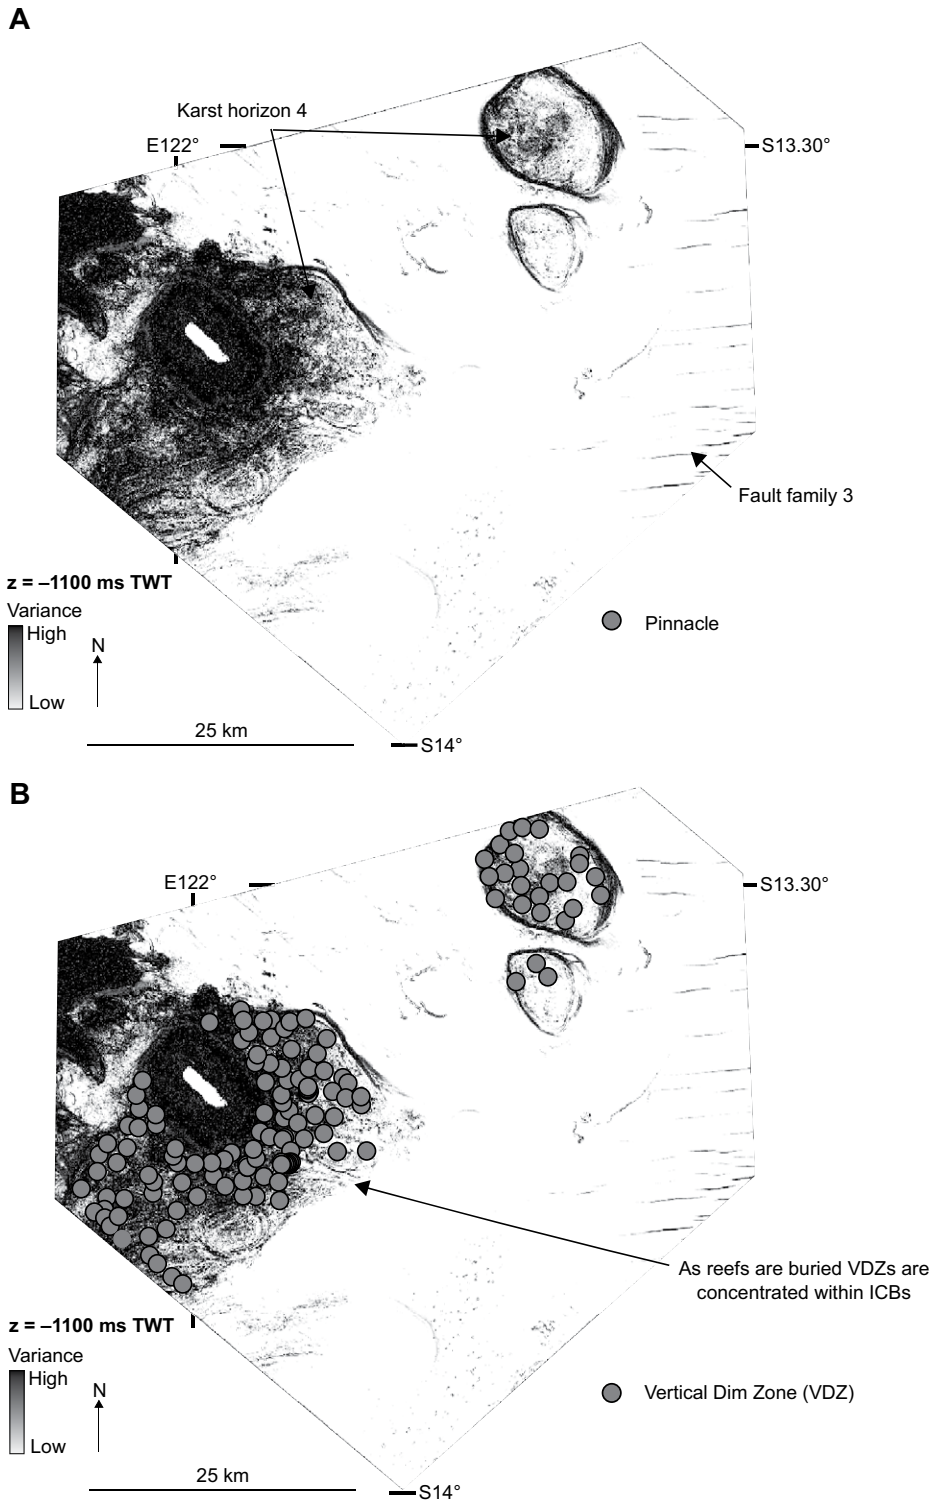 A
Karst horizon 4
E122°
S13.30°
Fault family 3
z = –1100 ms TWT
Variance
High
Low
N
Pinnacle
25 km
S14°
B
E122°
S13.30°
As reefs are buried VDZs are
concentrated within ICBs
z = –1100 ms TWT
Variance
High
Low
N
Vertical Dim Zone (VDZ)
25 km
S14°